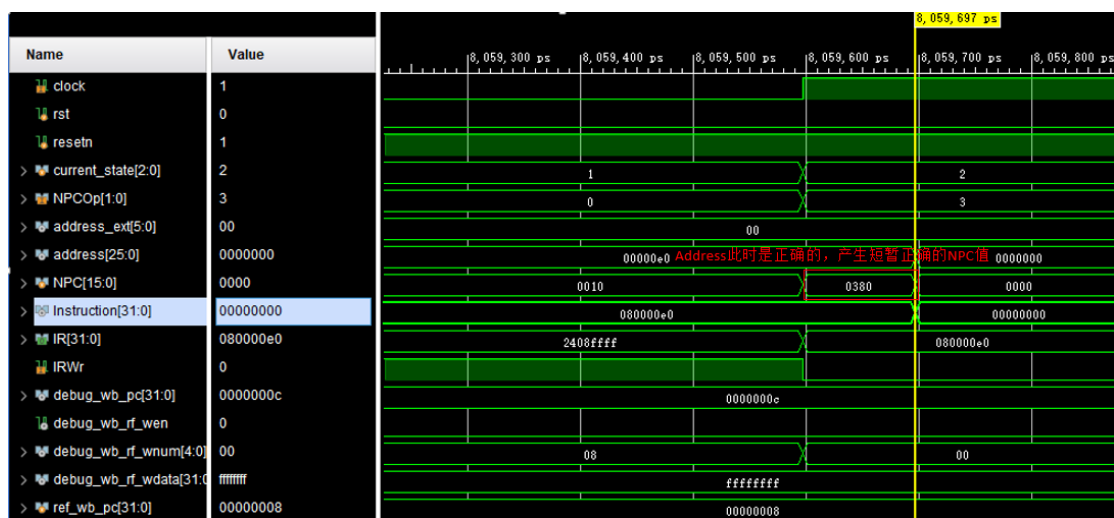 8,059,697 ps
Name Value
8,059,300 ps 8,059,400 ps 8,059,500 ps 8,059,600 ps 8,059,700 ps 8,059,800 ps
clock 1
rst 0
resetn 1
current_state[2:0] 2 1 2
NPCOp[1:0] 3 0 3
address_ext[5:0] 00 00
address[25:0] 0000000 00000e0 Address此时是正确的，产生短暂正确的NPC值 0000000
NPC[15:0] 0000 0010 0380 0000
Instruction[31:0] 00000000 080000e0 00000000
IR[31:0] 080000e0 2408ffff 080000e0
IRWr 0
debug_wb_pc[31:0] 0000000c 0000000c
debug_wb_rf_wen 0
debug_wb_rf_wnum[4:0] 00 08 00
debug_wb_rf_wdata[31:0 ffffffff ffffffff
ref_wb_pc[31:0] 00000008 00000008